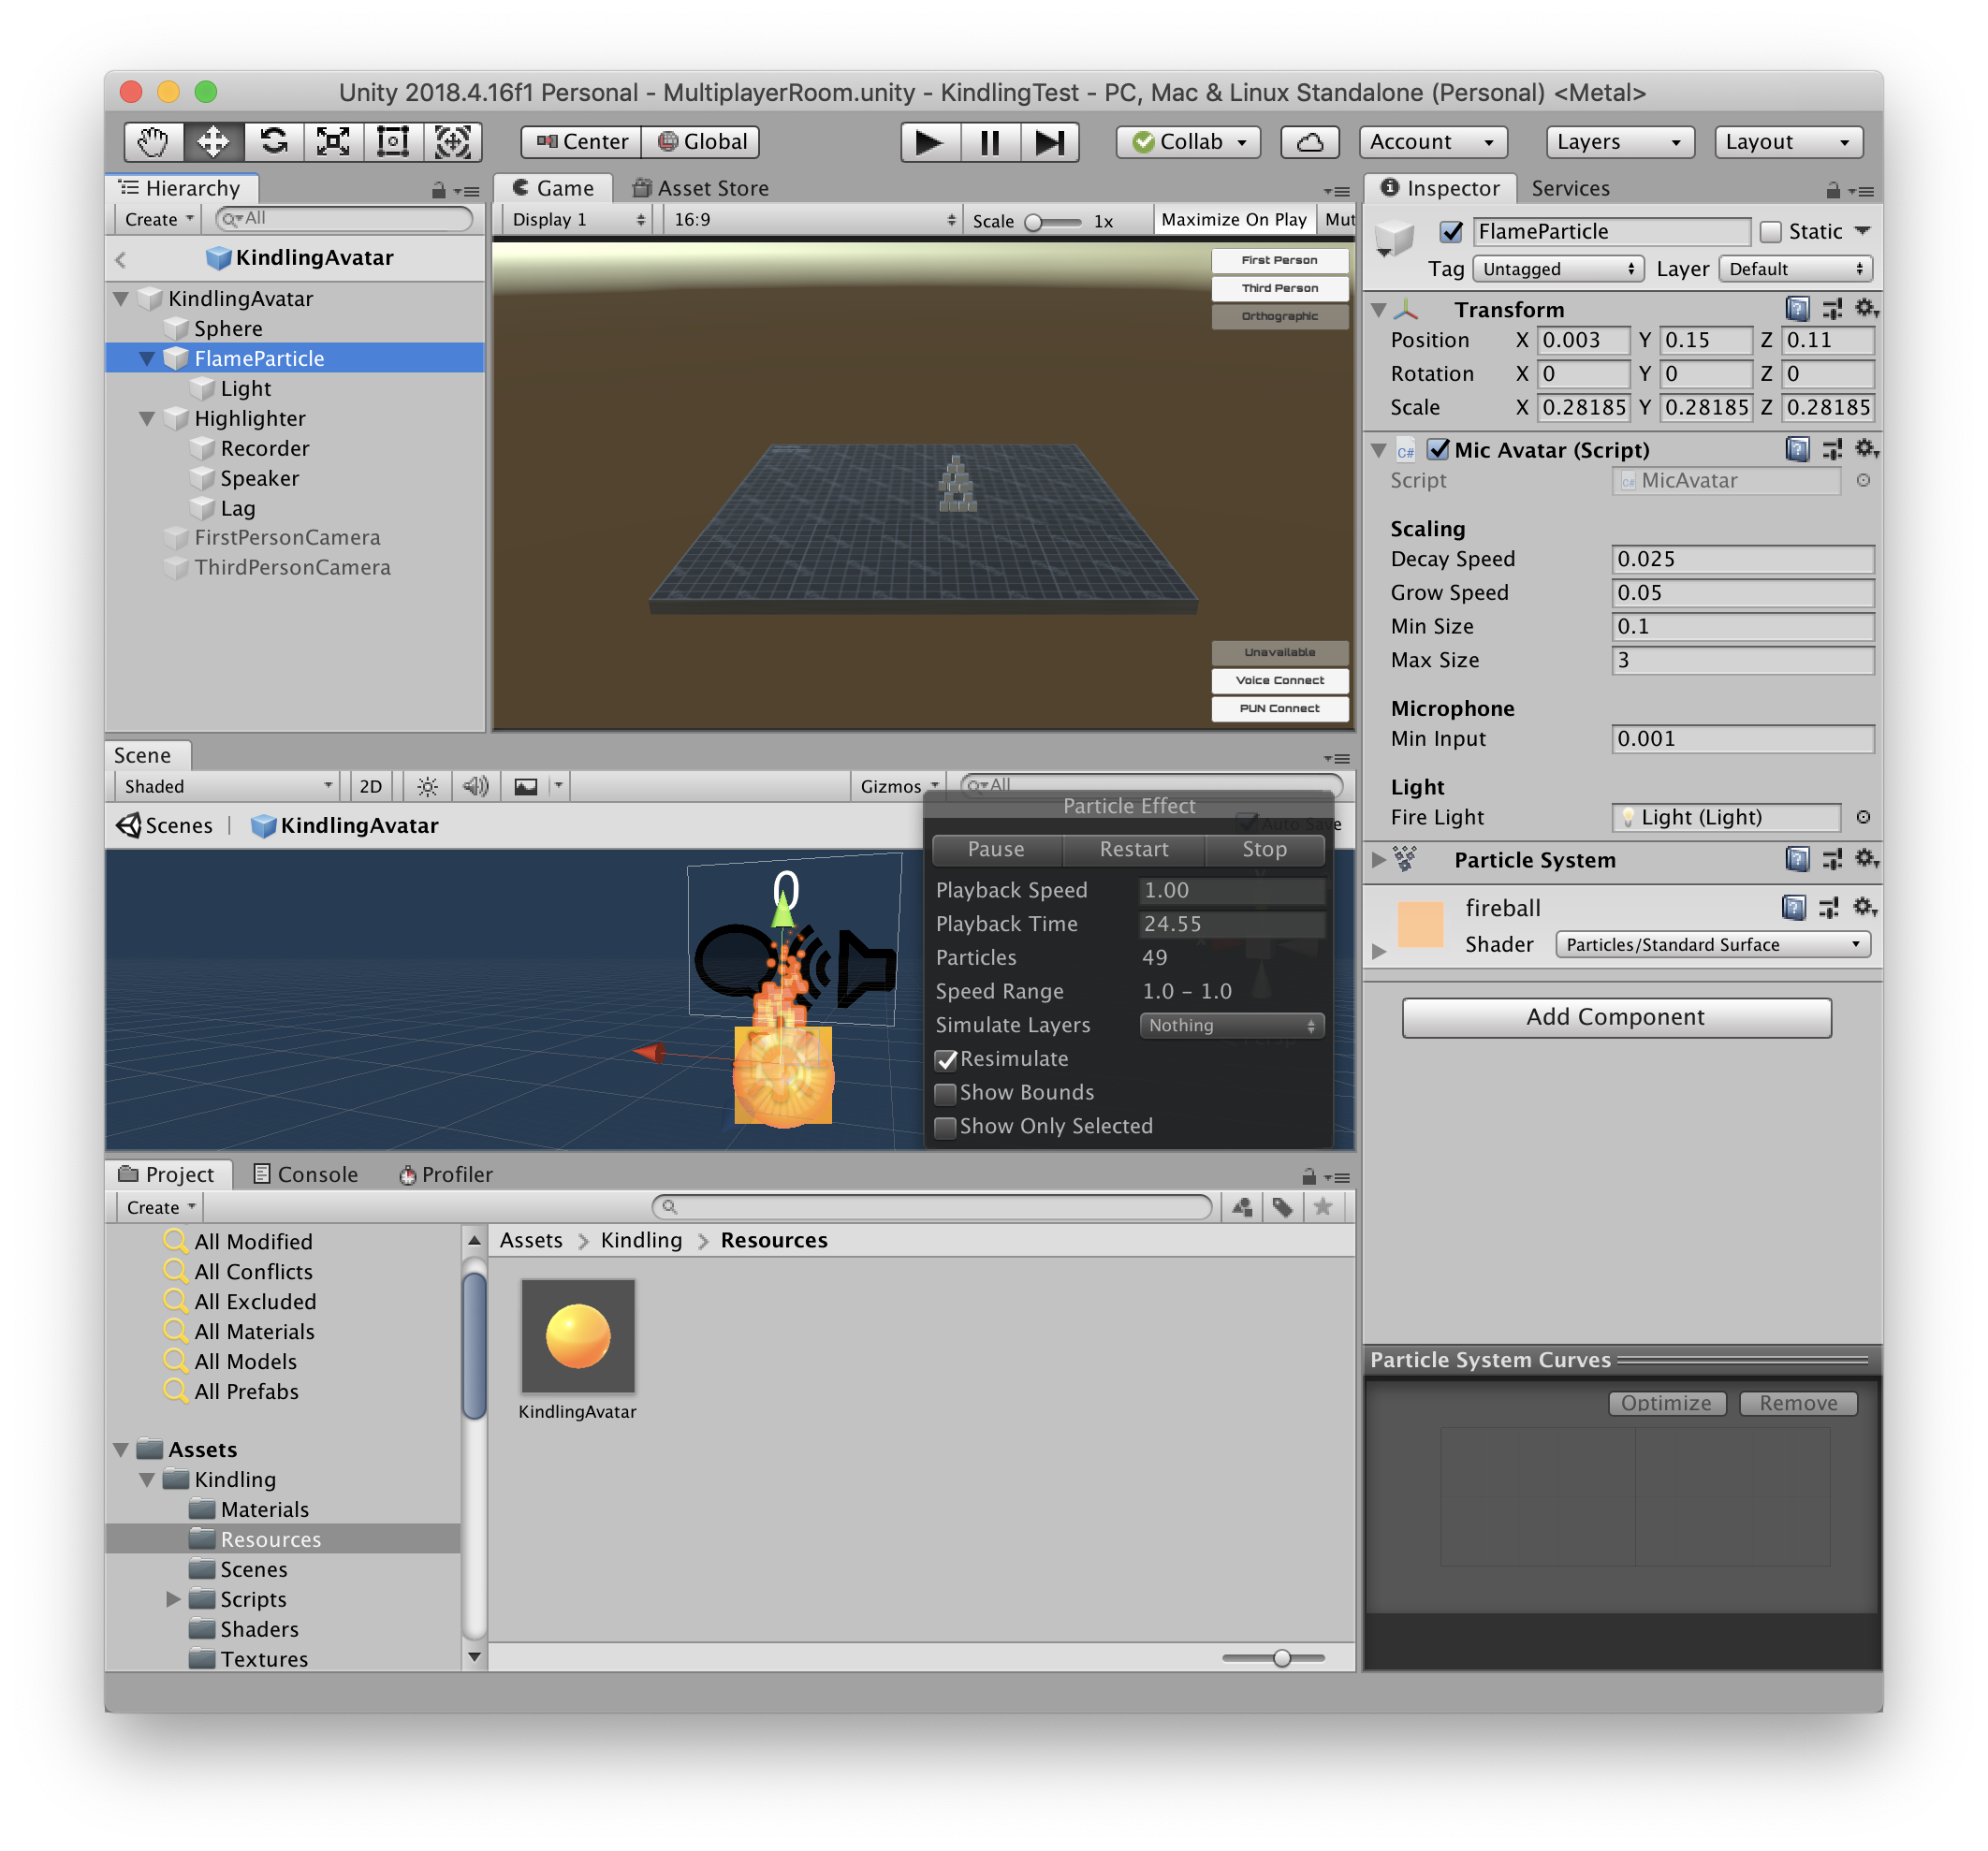 Unity 2018.4.16f1 Personal - MultiplayerRoom.unity - KindlingTest - PC, Mac & Linux Standalone (Personal) <Metal>
Center Global Collab Account Layers Layout
Hierarchy
Create All
KindlingAvatar
KindlingAvatar
Sphere
FlameParticle
Light
Highlighter
Recorder
Speaker
Lag
FirstPersonCamera
ThirdPersonCamera
Game Asset Store
Display 1 16:9 Scale 1x Maximize On Play Mut
First Person
Third Person
Orthographic
Unavailable
Voice Connect
PUN Connect
Scene
Shaded 2D Gizmos All
Scenes | KindlingAvatar Auto Save
0
Particle Effect
Pause Restart Stop
Playback Speed 1.00
Playback Time 24.55
Particles 49
Speed Range 1.0 - 1.0
Simulate Layers Nothing
Resimulate
Show Bounds
Show Only Selected
Project Console Profiler
Create
All Modified
All Conflicts
All Excluded
All Materials
All Models
All Prefabs
Assets
Kindling
Materials
Resources
Scenes
Scripts
Shaders
Textures
Assets > Kindling > Resources
KindlingAvatar
Inspector Services
FlameParticle Static
Tag Untagged Layer Default
Transform
Position X 0.003 Y 0.15 Z 0.11
Rotation X 0 Y 0 Z 0
Scale X 0.28185 Y 0.28185 Z 0.28185
C# Mic Avatar (Script)
Script MicAvatar
Scaling
Decay Speed 0.025
Grow Speed 0.05
Min Size 0.1
Max Size 3
Microphone
Min Input 0.001
Light
Fire Light Light (Light)
Particle System
fireball
Shader Particles/Standard Surface
Add Component
Particle System Curves
Optimize Remove